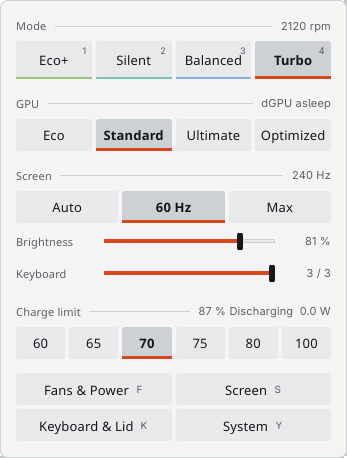 Mode 2120 rpm
Eco+ 1 Silent 2 Balanced 3 Turbo 4
GPU dGPU asleep
Eco Standard Ultimate Optimized
Screen 240 Hz
Auto 60 Hz Max
Brightness 81 %
Keyboard 3 / 3
Charge limit 87 % Discharging 0.0 W
60 65 70 75 80 100
Fans & Power F Screen S
Keyboard & Lid K System Y